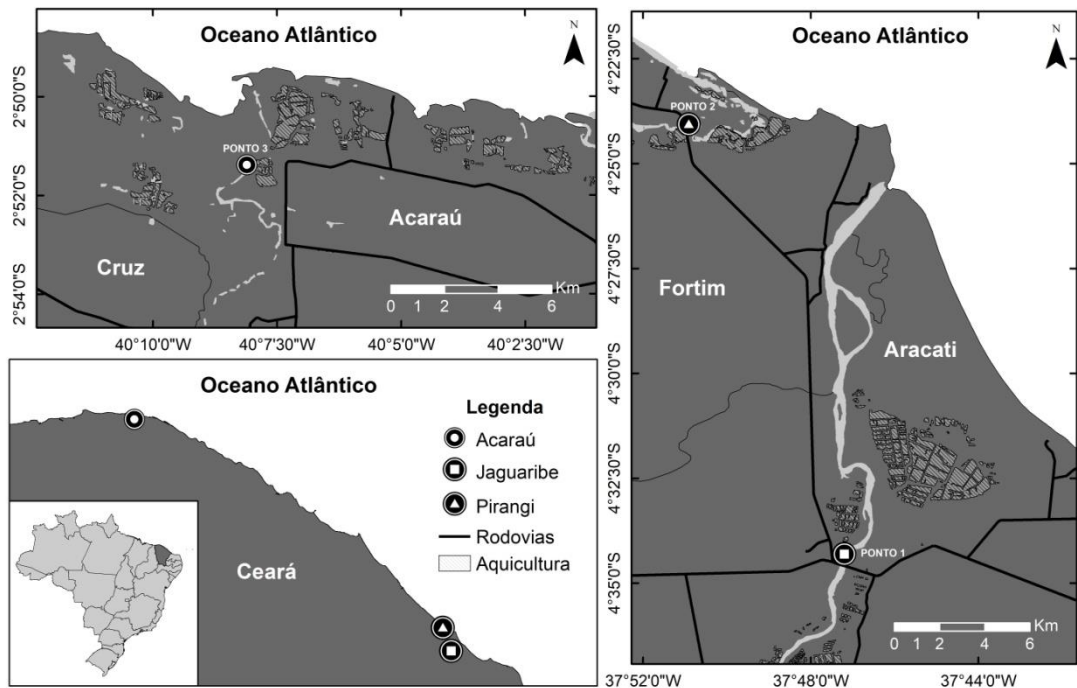 Oceano Atlântico
N
2°50'0"S
2°52'0"S
2°54'0"S
PONTO 3
Acaraú
Cruz
Km
0 1 2 4 6
40°10'0"W
40°7'30"W
40°5'0"W
40°2'30"W
Oceano Atlântico
Legenda
Acaraú
Jaguaribe
Pirangi
Rodovias
Aquicultura
Ceará
Oceano Atlântico
N
4°22'30"S
4°25'0"S
4°27'30"S
4°30'0"S
4°32'30"S
4°35'0"S
PONTO 2
Fortim
Aracati
PONTO 1
Km
0 1 2 4 6
37°52'0"W
37°48'0"W
37°44'0"W